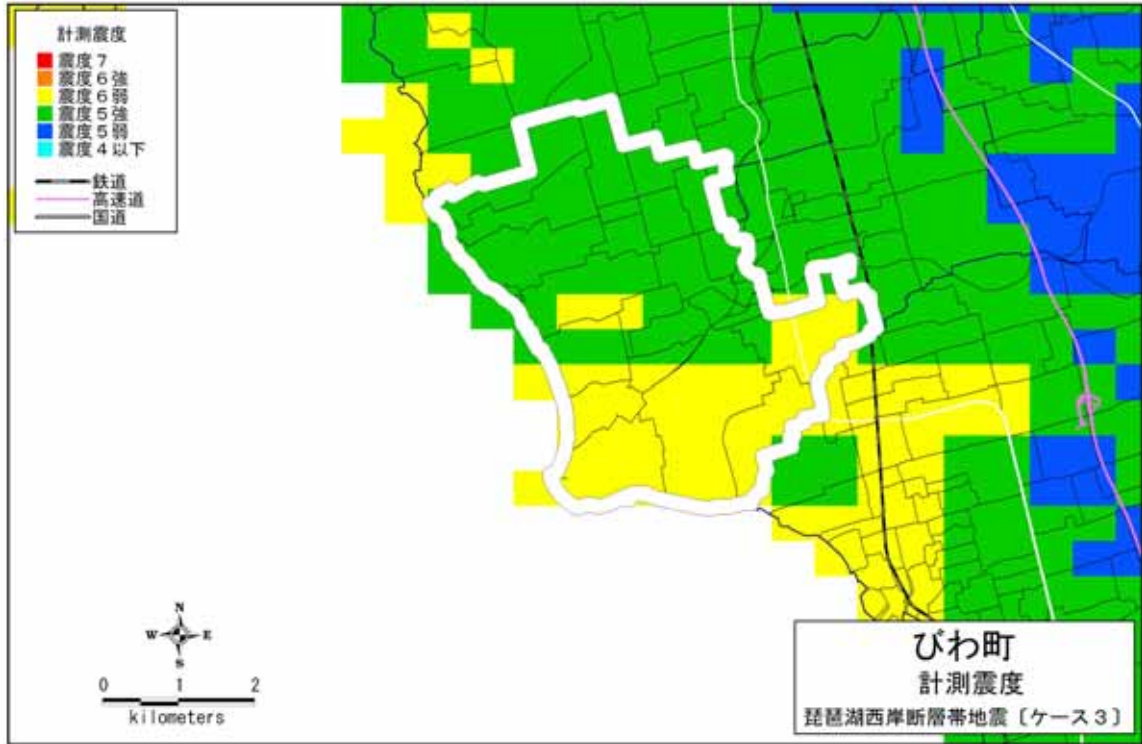 計測震度
震度7
震度6強
震度6弱
震度5強
震度5弱
震度4以下
鉄道
高速道
国道
N
W E
S
0 1 2
kilometers
びわ町
計測震度
琵琶湖西岸断層帯地震〔ケース3〕